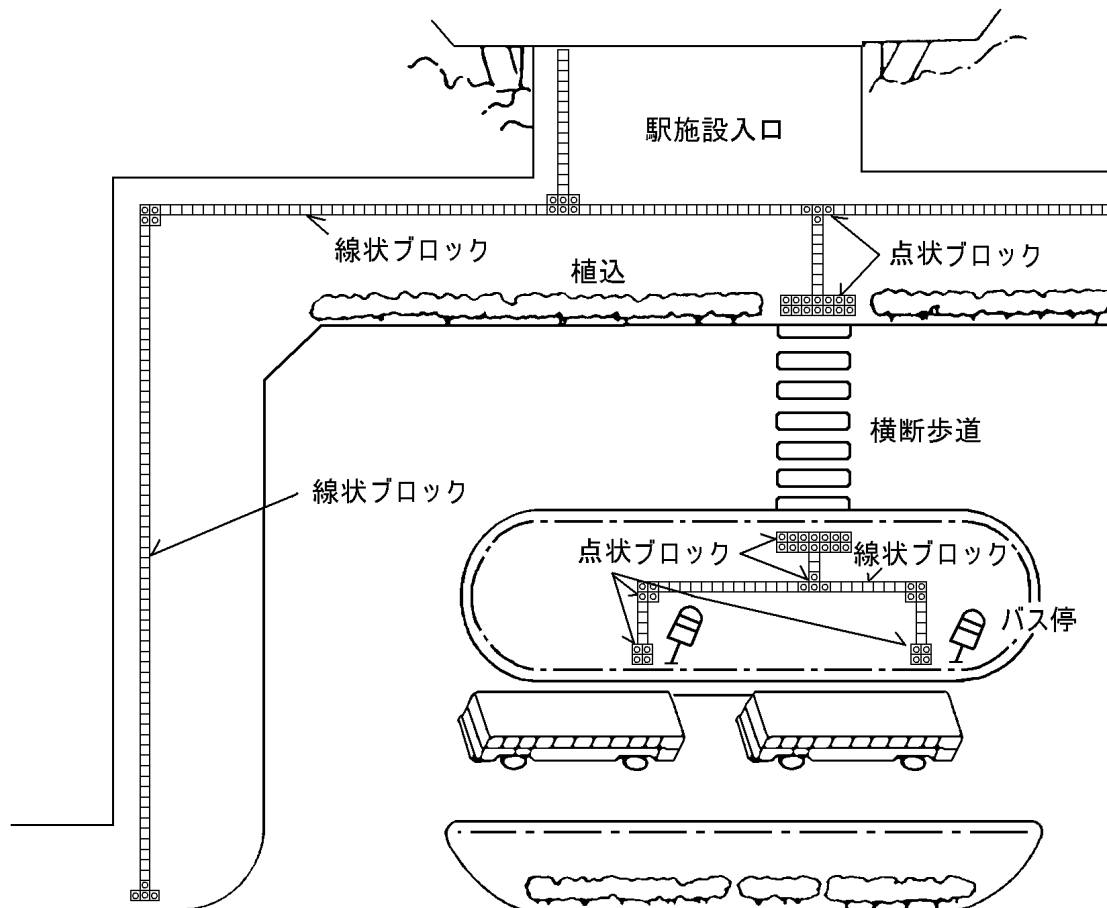 駅施設入口
線状ブロック
点状ブロック
植込
横断歩道
線状ブロック
点状ブロック
線状ブロック
バス停